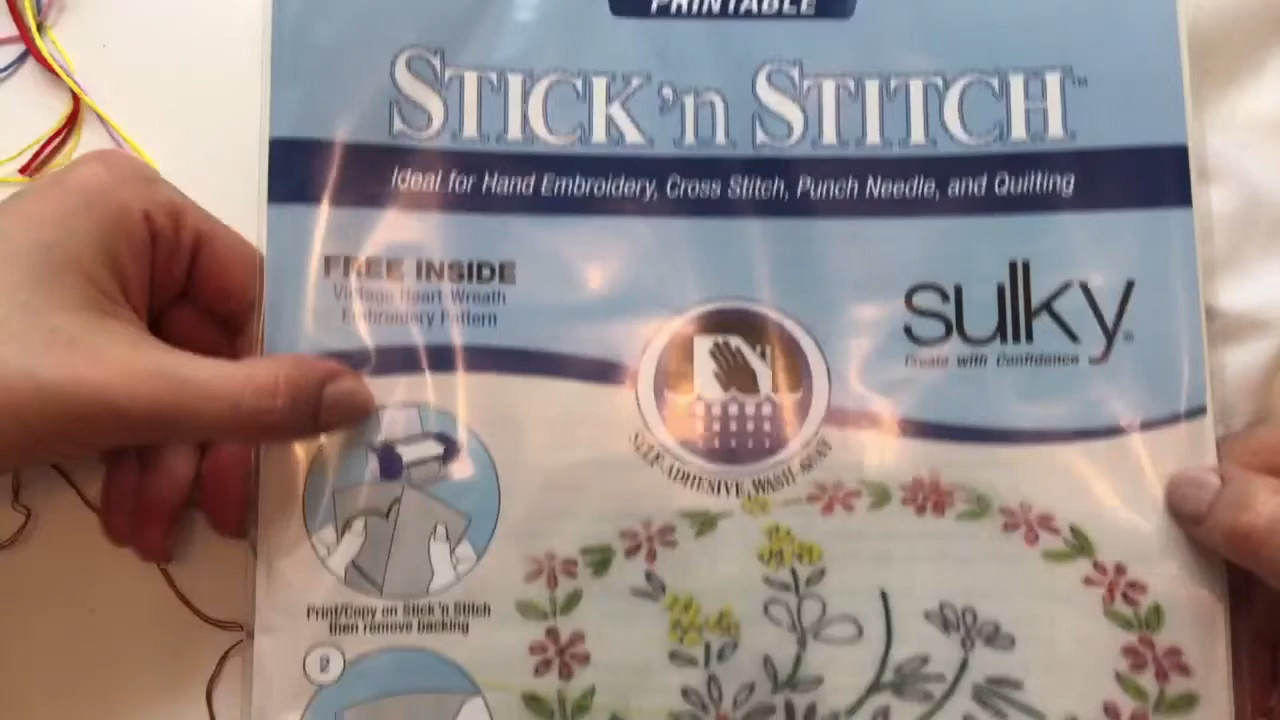 PRINTABLE
STICK 'n STITCH™
Ideal for Hand Embroidery, Cross Stitch, Punch Needle, and Quilting
FREE INSIDE
Vintage Heart Wreath
Embroidery Pattern
sulky
Create with Confidence
SELF-ADHESIVE, WASH-AWAY
Print/Copy on Stick 'n Stitch
then remove backing
2